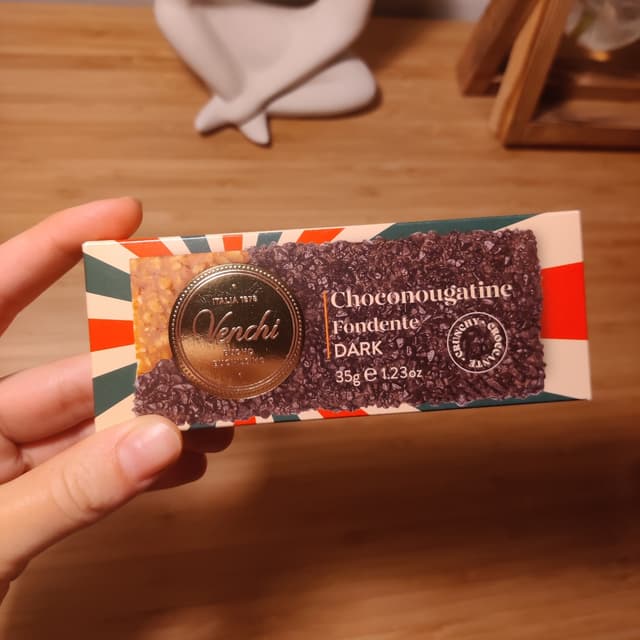 ITALIA 1878
Venchi
Choconougatine
Fondente
DARK
35g e 1.23oz
CRUNCHY • CROCCANTE •